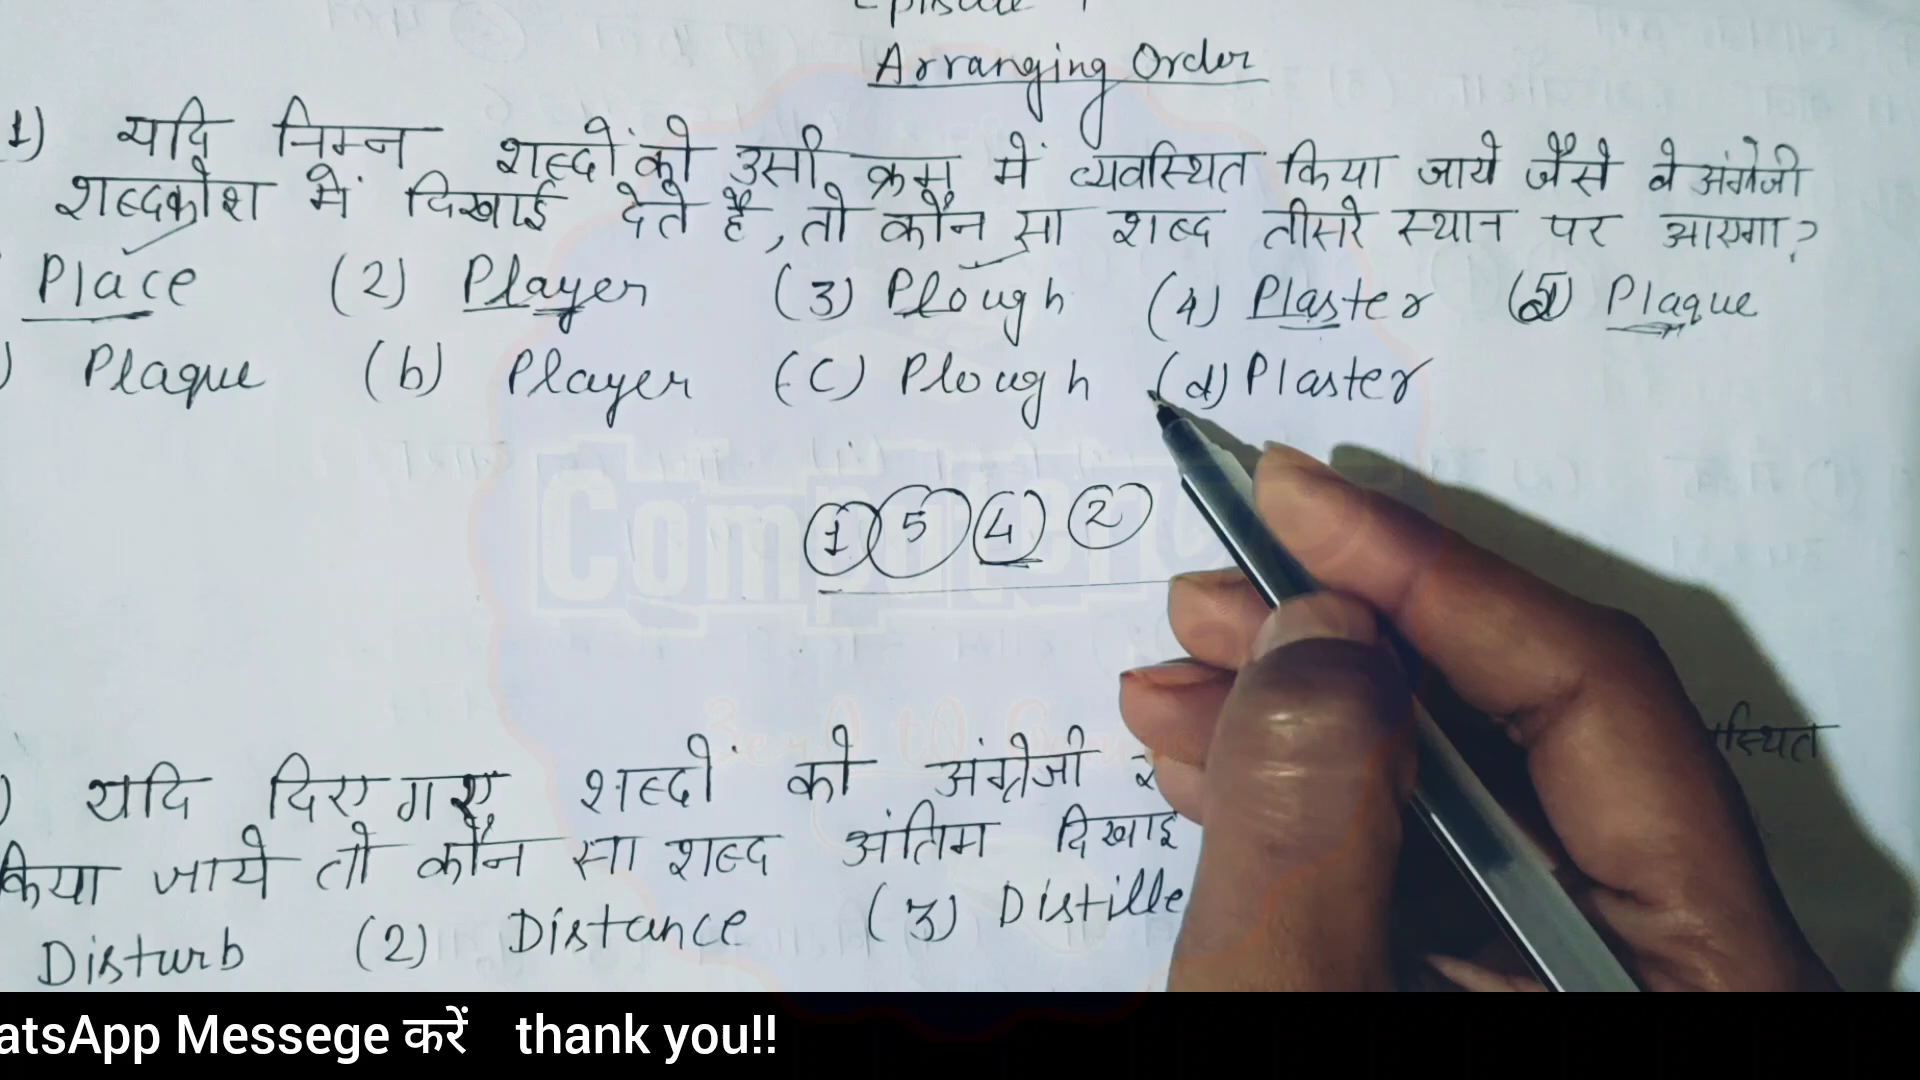 Arranging Order
1) यदि निम्न शब्दों को उसी क्रम में व्यवस्थित किया जाये जैसे वे अंग्रेजी
शब्दकोश में दिखाई देते है, तो कौन सा शब्द तीसरे स्थान पर आएगा?
Place (2) Player (3) Plough (4) Plaster (5) Plaque
) Plaque (b) Player (C) Plough (d) Plaster
1 5 4 2
) यदि दिए गए शब्दों को अंग्रेजी
किया जाये तो कौन सा शब्द अंतिम दिखाई
Disturb (2) Distance (3) Distille
atsApp Messege करें thank you!!